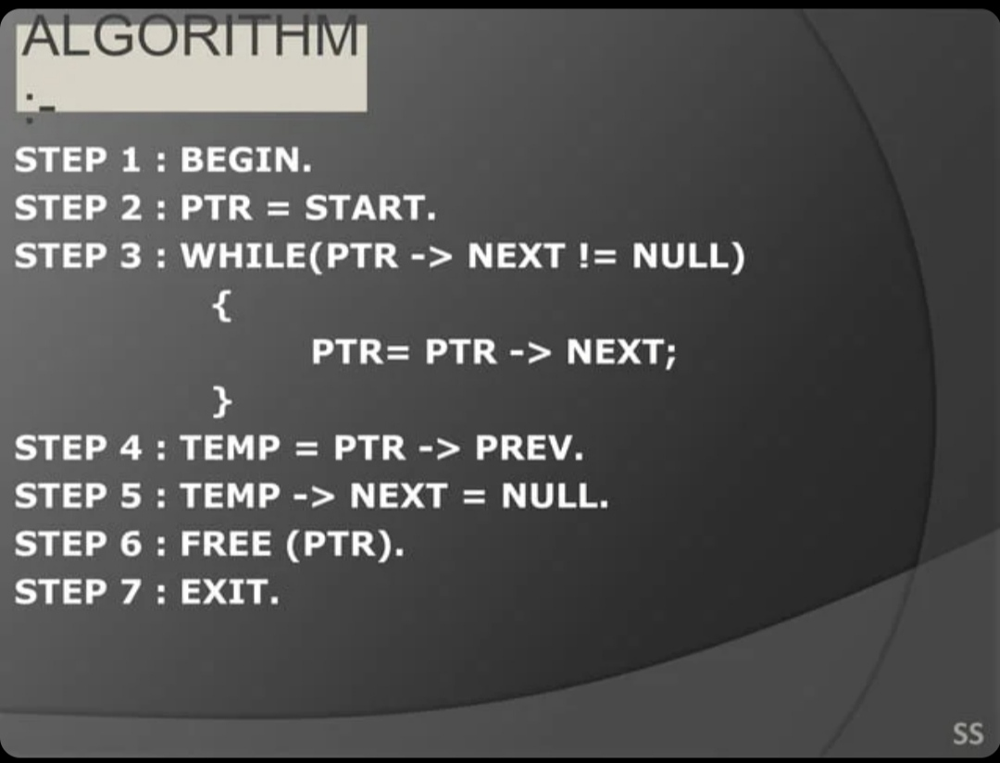 ALGORITHM
:-
STEP 1 : BEGIN.
STEP 2 : PTR = START.
STEP 3 : WHILE(PTR -> NEXT != NULL)
{
PTR= PTR -> NEXT;
}
STEP 4 : TEMP = PTR -> PREV.
STEP 5 : TEMP -> NEXT = NULL.
STEP 6 : FREE (PTR).
STEP 7 : EXIT.
SS